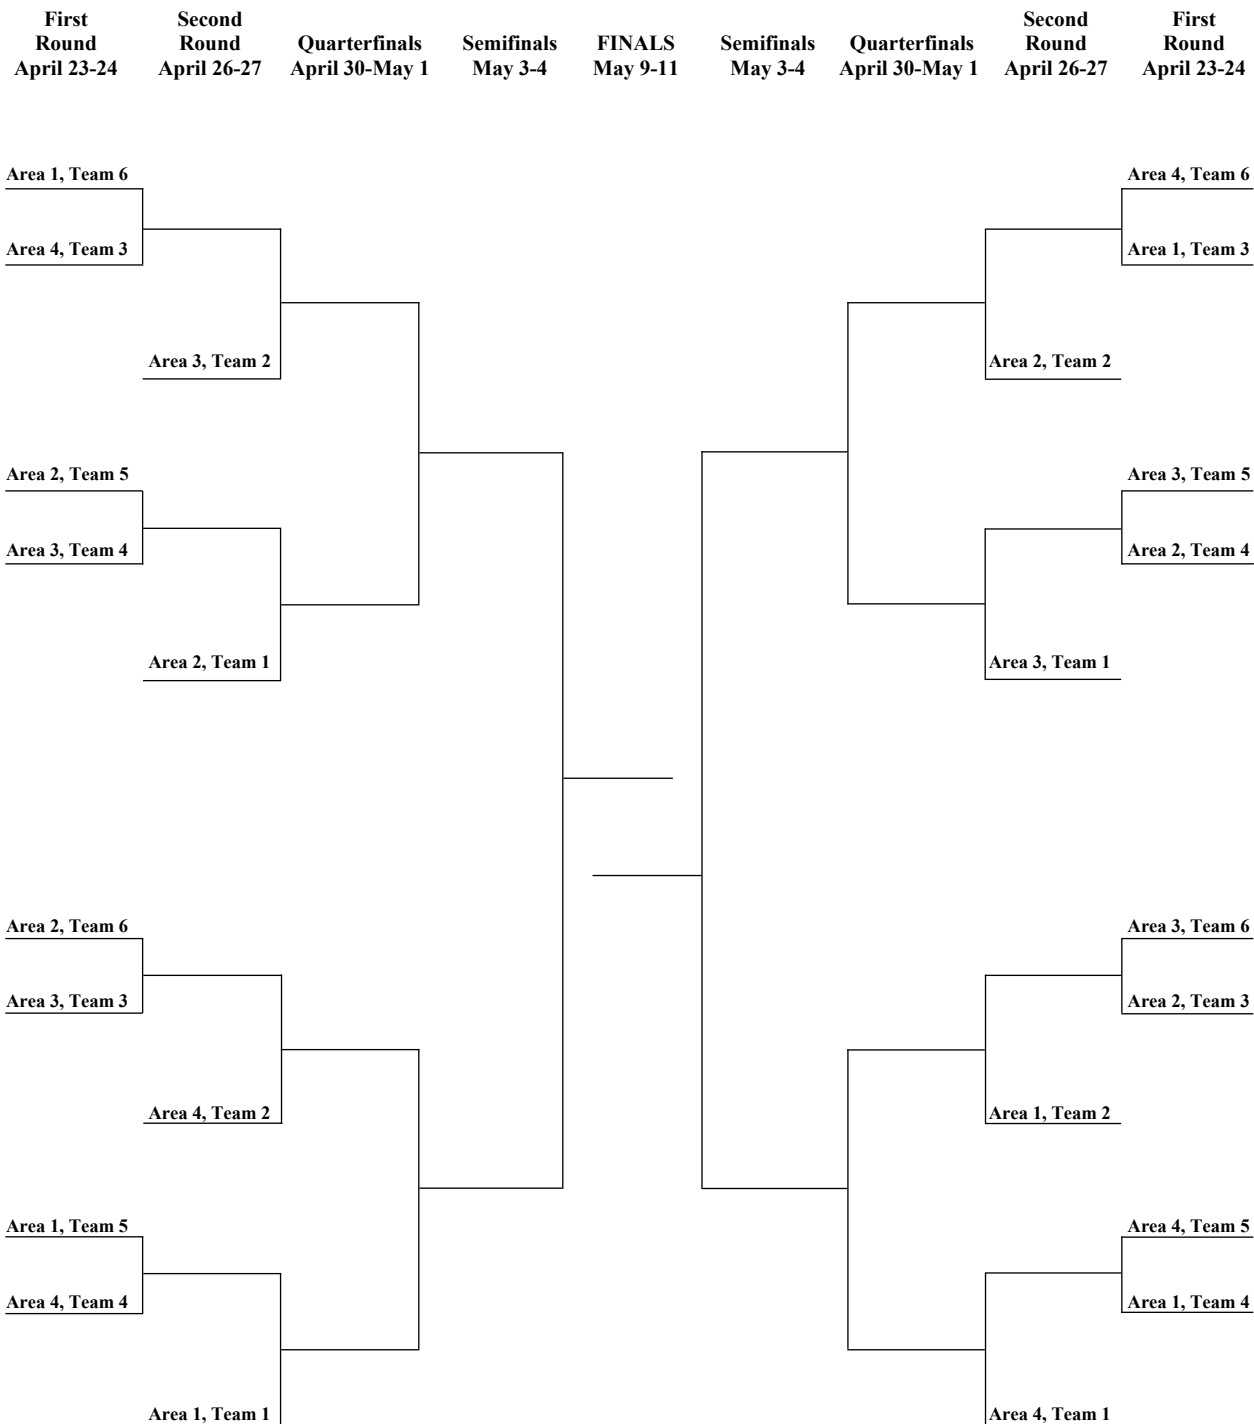 First
Round
April 23-24
Second
Round
April 26-27
Quarterfinals
April 30-May 1
Semifinals
May 3-4
FINALS
May 9-11
Semifinals
May 3-4
Quarterfinals
April 30-May 1
Second
Round
April 26-27
First
Round
April 23-24
Area 1, Team 6
Area 4, Team 3
Area 3, Team 2
Area 2, Team 5
Area 3, Team 4
Area 2, Team 1
Area 2, Team 6
Area 3, Team 3
Area 4, Team 2
Area 1, Team 5
Area 4, Team 4
Area 1, Team 1
Area 4, Team 6
Area 1, Team 3
Area 2, Team 2
Area 3, Team 5
Area 2, Team 4
Area 3, Team 1
Area 3, Team 6
Area 2, Team 3
Area 1, Team 2
Area 4, Team 5
Area 1, Team 4
Area 4, Team 1